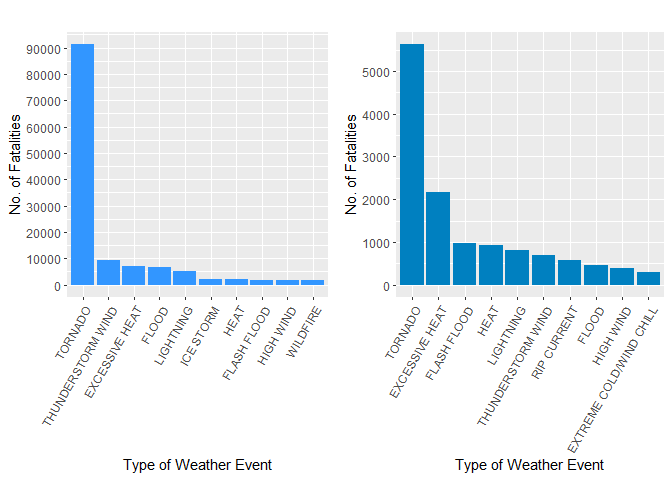 No. of Fatalities
90000
80000
70000
60000
50000
40000
30000
20000
10000
0
TORNADO
THUNDERSTORM WIND
EXCESSIVE HEAT
FLOOD
LIGHTNING
ICE STORM
HEAT
FLASH FLOOD
HIGH WIND
WILDFIRE
Type of Weather Event
No. of Fatalities
5000
4000
3000
2000
1000
0
TORNADO
EXCESSIVE HEAT
FLASH FLOOD
HEAT
LIGHTNING
THUNDERSTORM WIND
RIP CURRENT
FLOOD
HIGH WIND
EXTREME COLD/WIND CHILL
Type of Weather Event